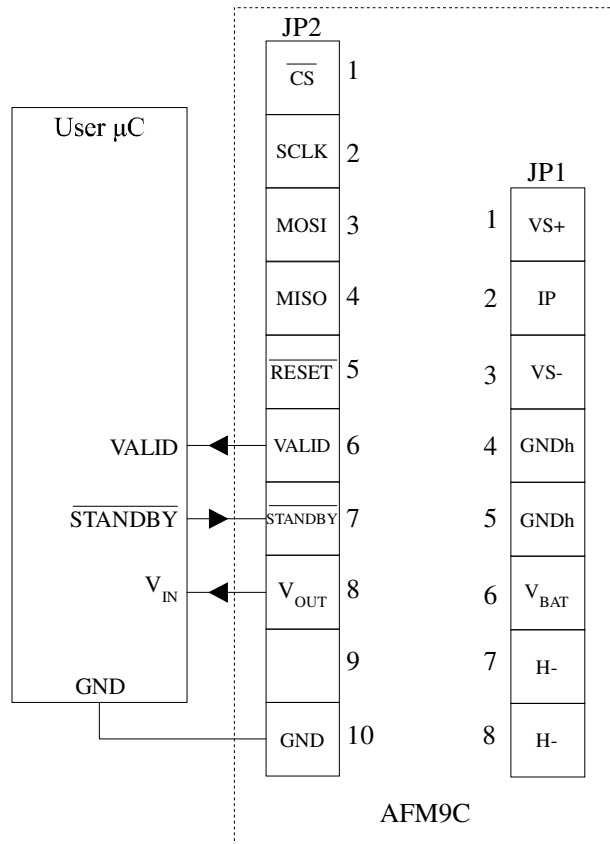 JP2
CS 1
User μC
SCLK 2
JP1
MOSI 3
1 VS+
MISO 4
2 IP
RESET 5
3 VS-
VALID VALID 6
4 GNDh
STANDBY STANDBY 7
5 GNDh
VIN VOUT 8
6 VBAT
9
7 H-
GND
GND 10
8 H-
AFM9C